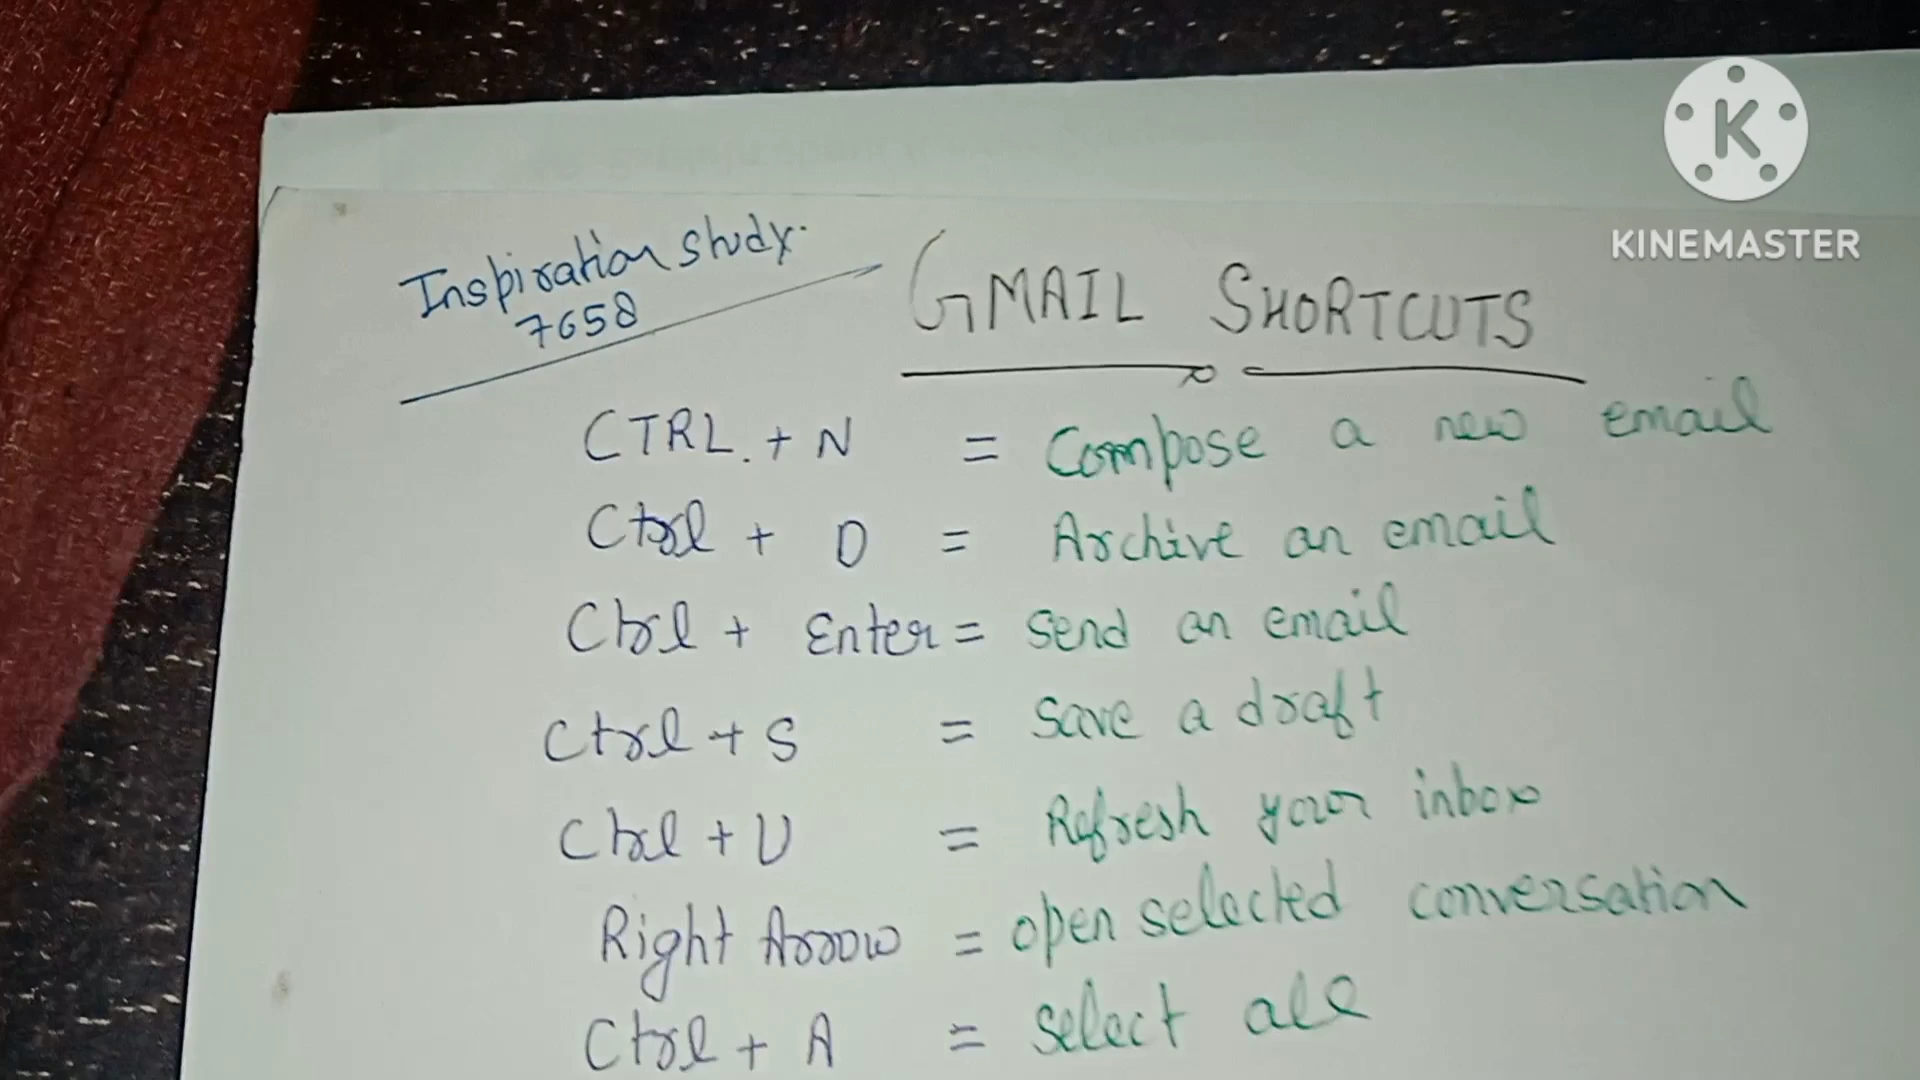 K
KINEMASTER
Inspiration study.
7658
GMAIL SHORTCUTS
CTRL. + N = Compose a new email
Ctrl + D = Archive an email
Ctrl + Enter = Send an email
Ctrl + S = Save a draft
Ctrl + U = Refresh your inbox
Right Arrow = open selected conversation
Ctrl + A = select all